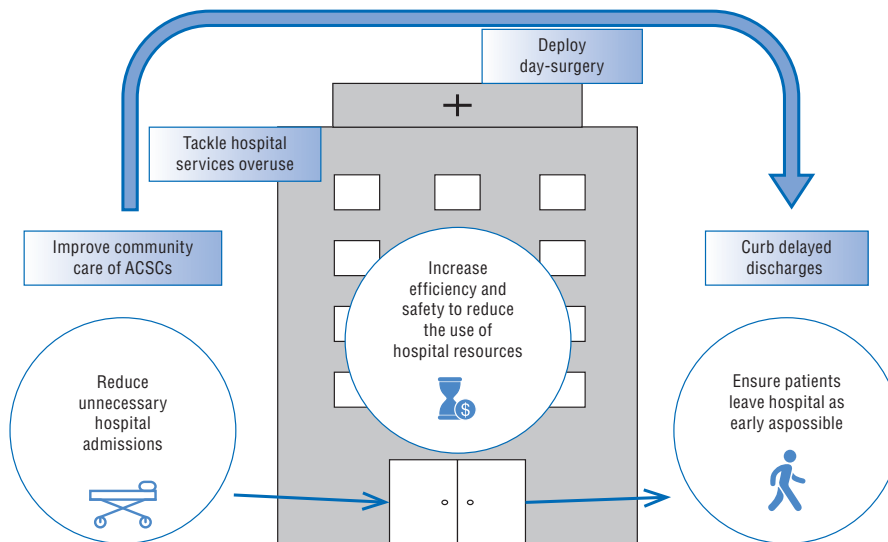 Deploy
day-surgery
Tackle hospital
services overuse
Improve community
care of ACSCs
Curb delayed
discharges
Increase
efficiency and
safety to reduce
the use of
hospital resources
$
Reduce
unnecessary
hospital
admissions
Ensure patients
leave hospital as
early aspossible